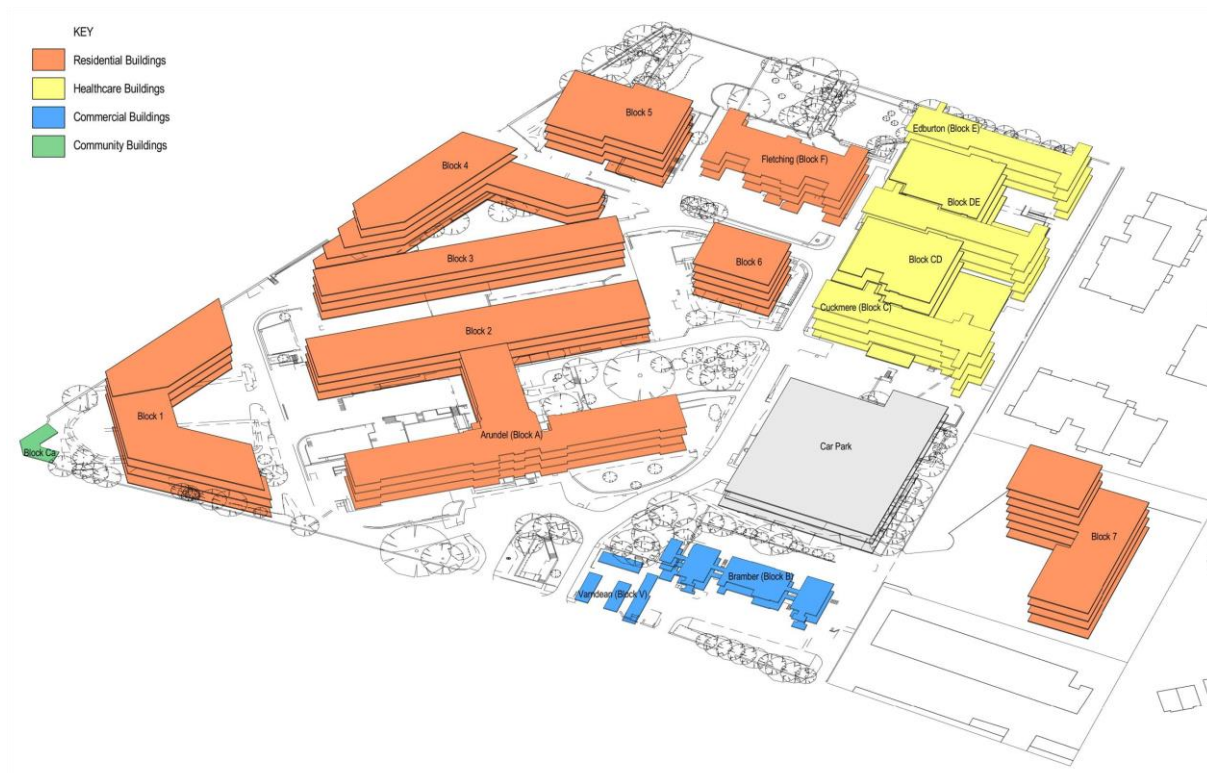 KEY
Residential Buildings
Healthcare Buildings
Commercial Buildings
Community Buildings
Block 5
Edburton (Block E)
Block 4
Fletching (Block F)
Block DE
Block 3
Block 6
Block CD
Cuckmere (Block C)
Block 2
Block 1
Arundel (Block A)
Block Ca
Car Park
Block 7
Bramber (Block B)
Varndean (Block V)